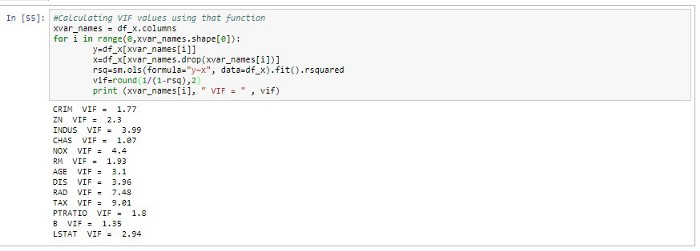 In [55]: #Calculating VIF values using that function
xvar_names = df_x.columns
for i in range(0,xvar_names.shape[0]):
y=df_x[xvar_names[i]]
x=df_x[xvar_names.drop(xvar_names[i])]
rsq=sm.ols(formula="y~x", data=df_x).fit().rsquared
vif=round(1/(1-rsq),2)
print (xvar_names[i], " VIF = " , vif)
CRIM VIF = 1.77
ZN VIF = 2.3
INDUS VIF = 3.99
CHAS VIF = 1.07
NOX VIF = 4.4
RM VIF = 1.93
AGE VIF = 3.1
DIS VIF = 3.96
RAD VIF = 7.48
TAX VIF = 9.01
PTRATIO VIF = 1.8
B VIF = 1.35
LSTAT VIF = 2.94